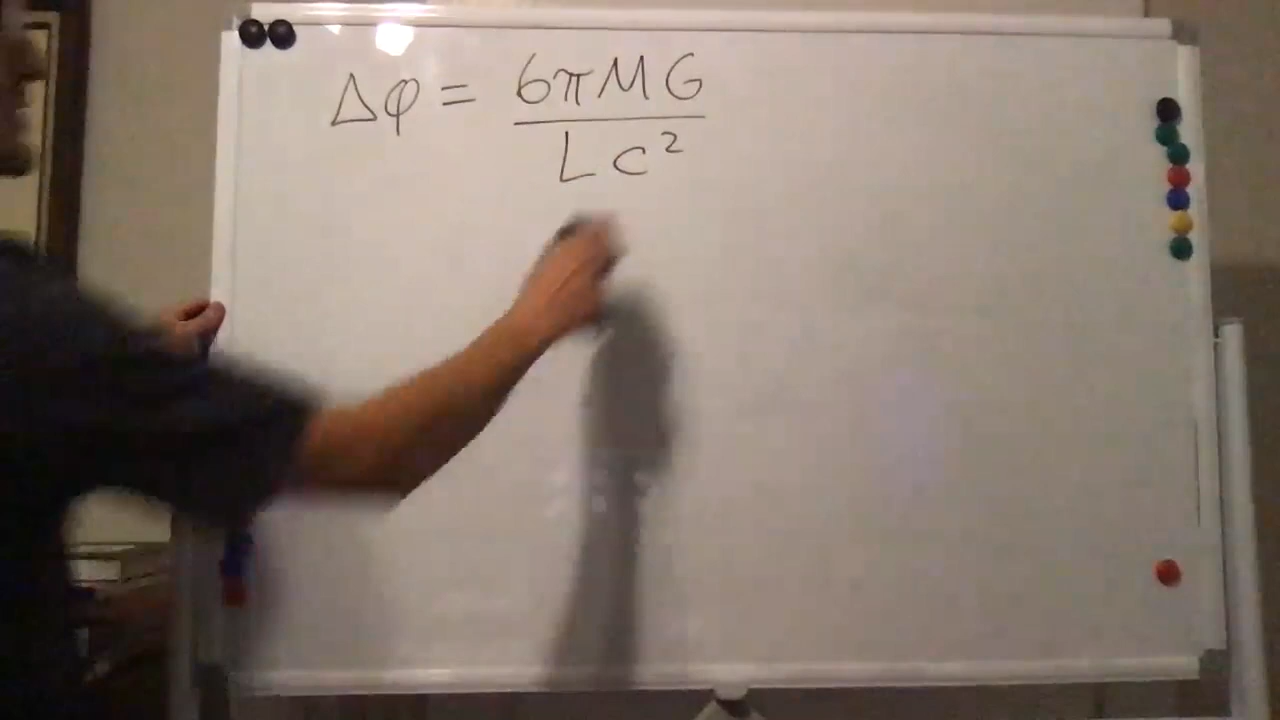 Δφ = 6πMG / Lc²